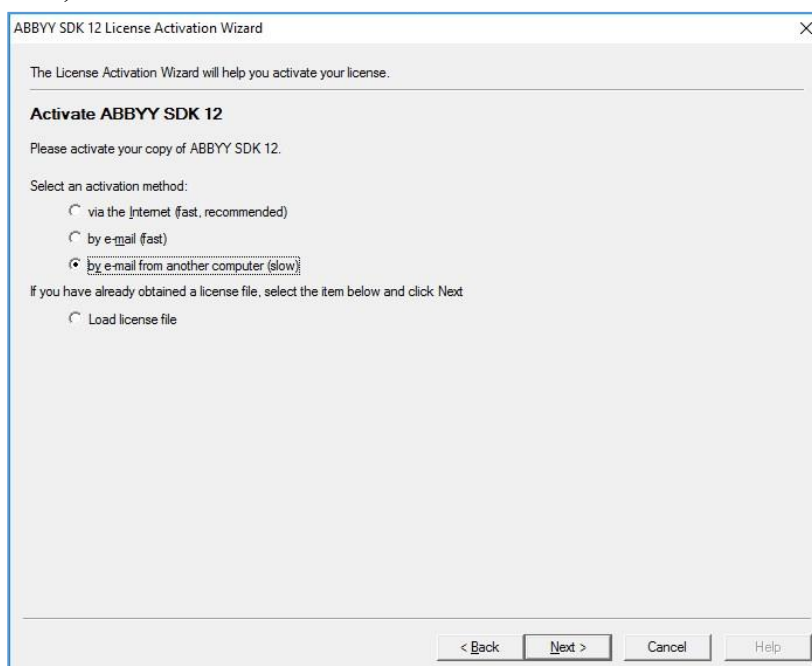 ABBYY SDK 12 License Activation Wizard
The License Activation Wizard will help you activate your license.
Activate ABBYY SDK 12
Please activate your copy of ABBYY SDK 12.
Select an activation method:
via the Internet (fast, recommended)
by e-mail (fast)
by e-mail from another computer (slow)
If you have already obtained a license file, select the item below and click Next
Load license file
< Back Next > Cancel Help